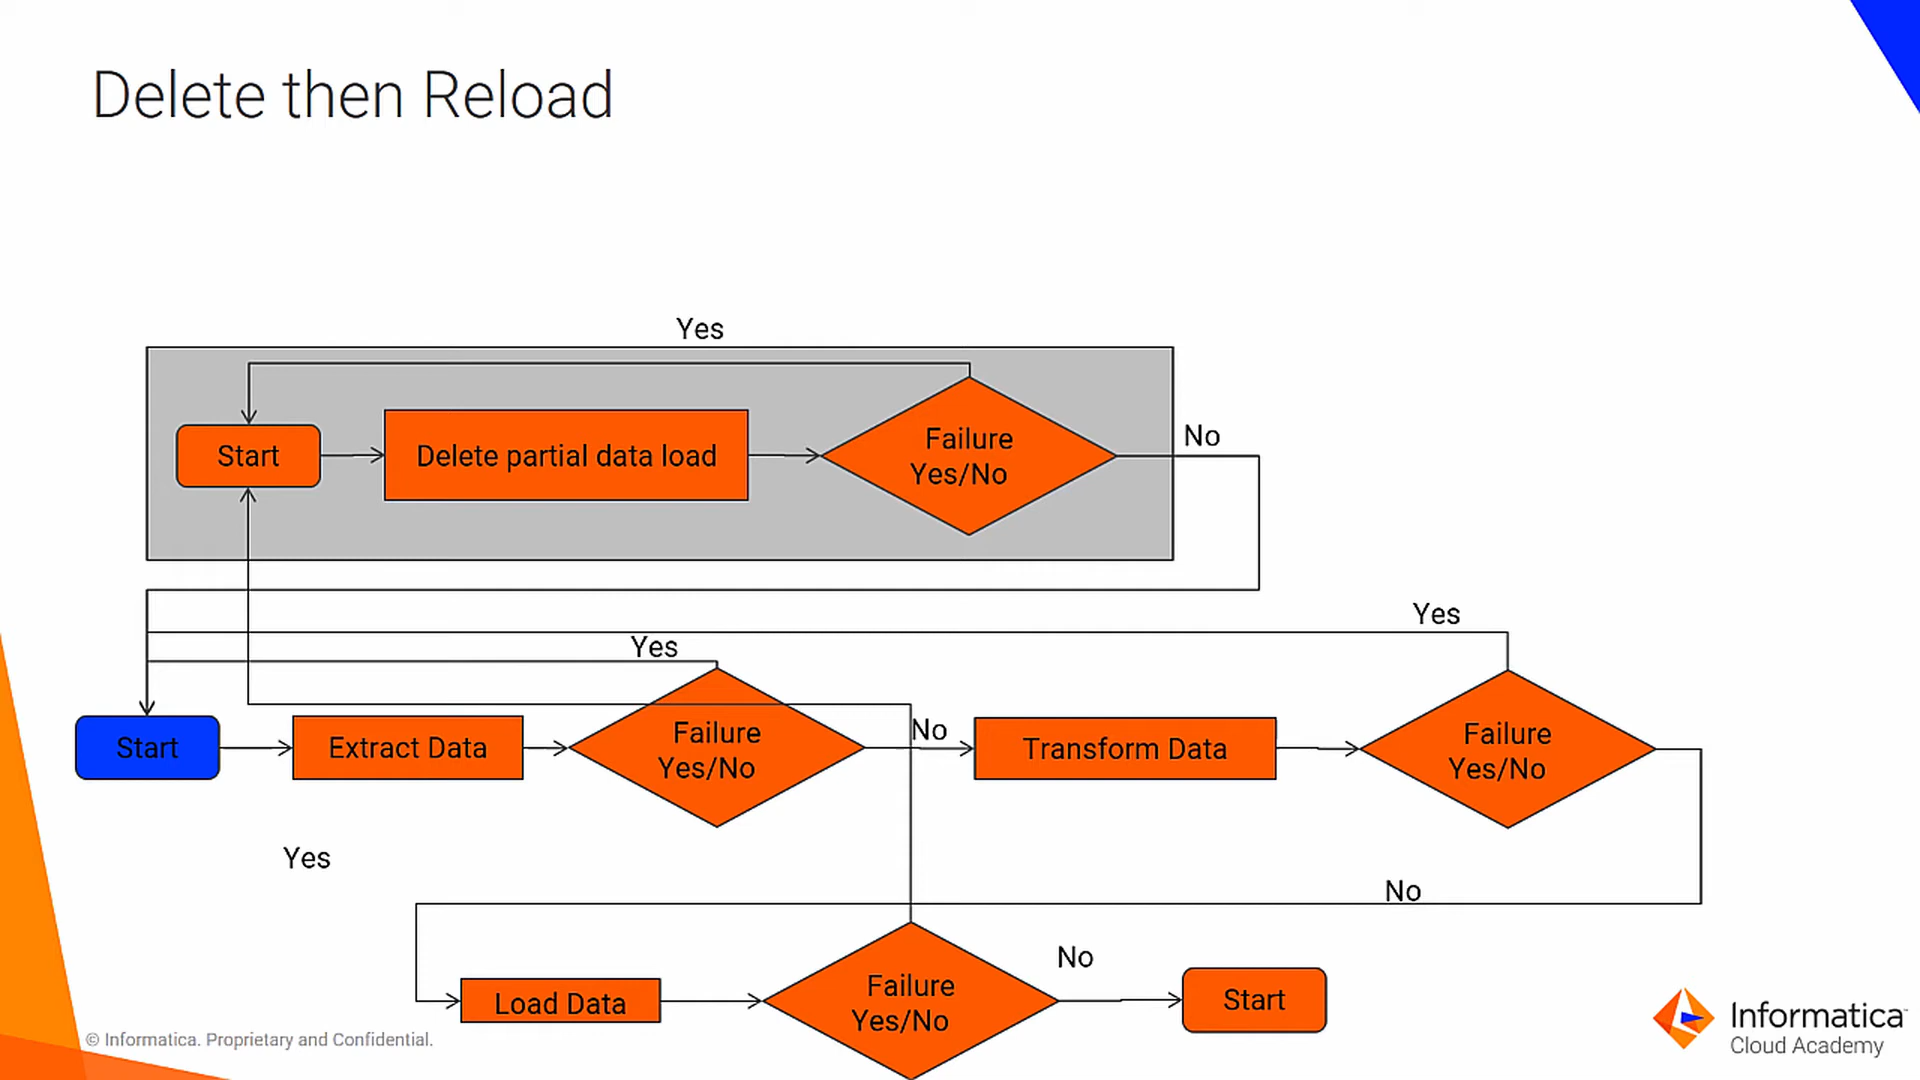 Delete then Reload
Yes
Start
Delete partial data load
Failure
Yes/No
No
Yes
Yes
Start
Extract Data
Failure
Yes/No
No
Transform Data
Failure
Yes/No
Yes
No
Load Data
Failure
Yes/No
No
Start
© Informatica. Proprietary and Confidential.
Informatica
Cloud Academy